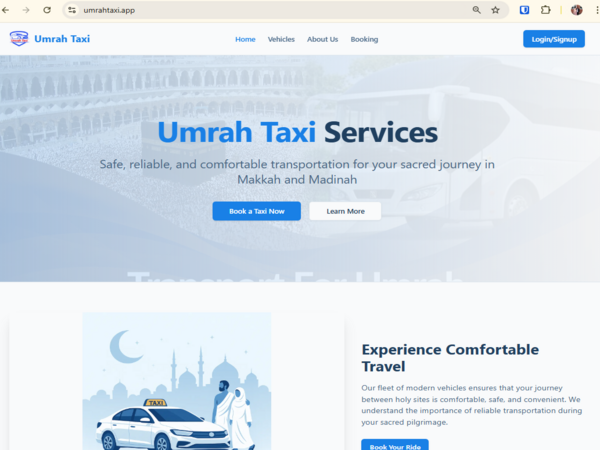 umrahtaxi.app
Umrah Taxi
Home
Vehicles
About Us
Booking
Login/Signup
Umrah Taxi Services
Safe, reliable, and comfortable transportation for your sacred journey in
Makkah and Madinah
Book a Taxi Now
Learn More
Transport For Umrah
TAXI
Experience Comfortable
Travel
Our fleet of modern vehicles ensures that your journey
between holy sites is comfortable, safe, and convenient. We
understand the importance of reliable transportation during
your sacred pilgrimage.
Book Your Ride